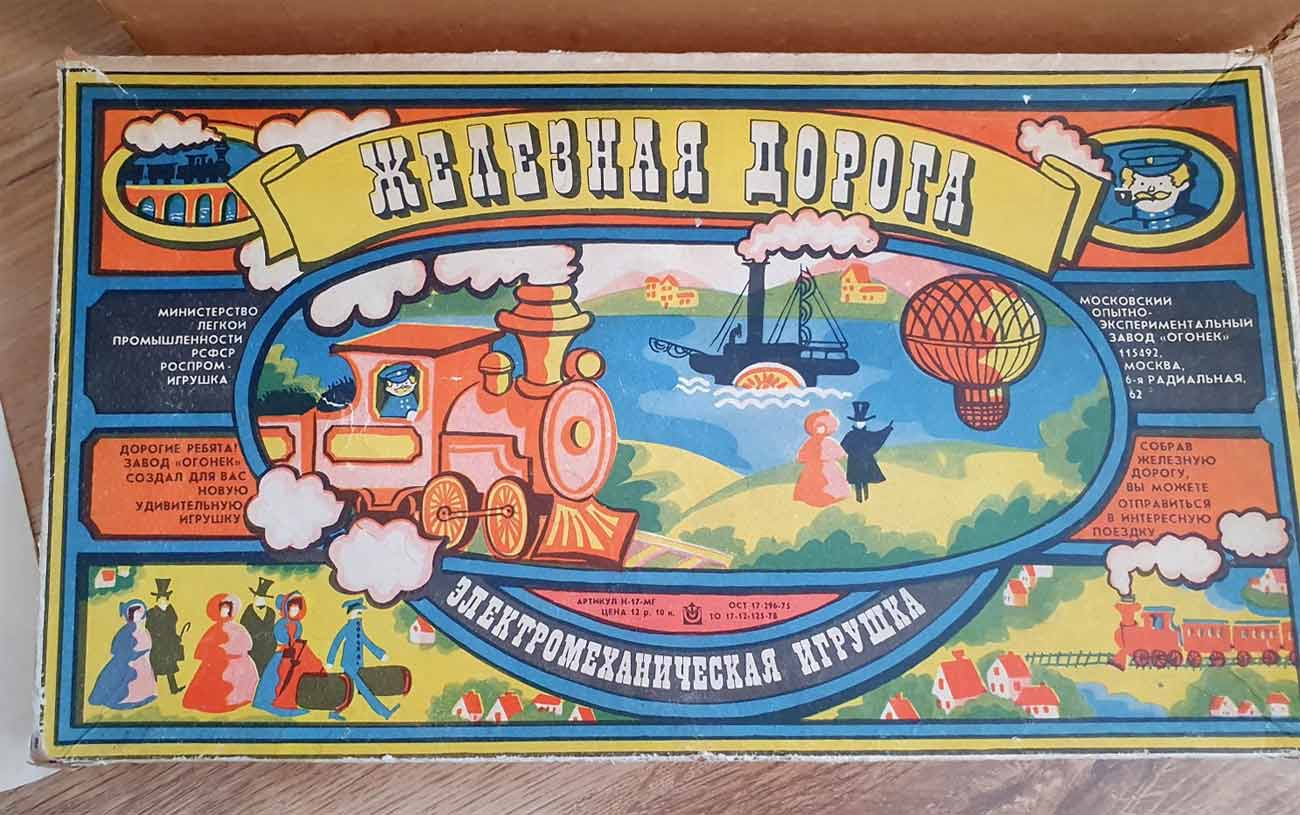 ЖЕЛЕЗНАЯ ДОРОГА
МИНИСТЕРСТВО
ЛЕГКОЙ
ПРОМЫШЛЕННОСТИ
РСФСР
РОСПРОМ-
ИГРУШКА
МОСКОВСКИЙ
ОПЫТНО-
ЭКСПЕРИМЕНТАЛЬНЫЙ
ЗАВОД «ОГОНЕК»
115492,
МОСКВА,
6-я РАДИАЛЬНАЯ,
62
ДОРОГИЕ РЕБЯТА!
ЗАВОД «ОГОНЕК»
СОЗДАЛ ДЛЯ ВАС
НОВУЮ
УДИВИТЕЛЬНУЮ
ИГРУШКУ
СОБРАВ
ЖЕЛЕЗНУЮ
ДОРОГУ,
ВЫ МОЖЕТЕ
ОТПРАВИТЬСЯ
В ИНТЕРЕСНУЮ
ПОЕЗДКУ
АРТИКУЛ Н-17-МГ
ЦЕНА 12 р. 10 к.
ОСТ 17-296-75
ТО 17-12-125-78
ЭЛЕКТРОМЕХАНИЧЕСКАЯ ИГРУШКА